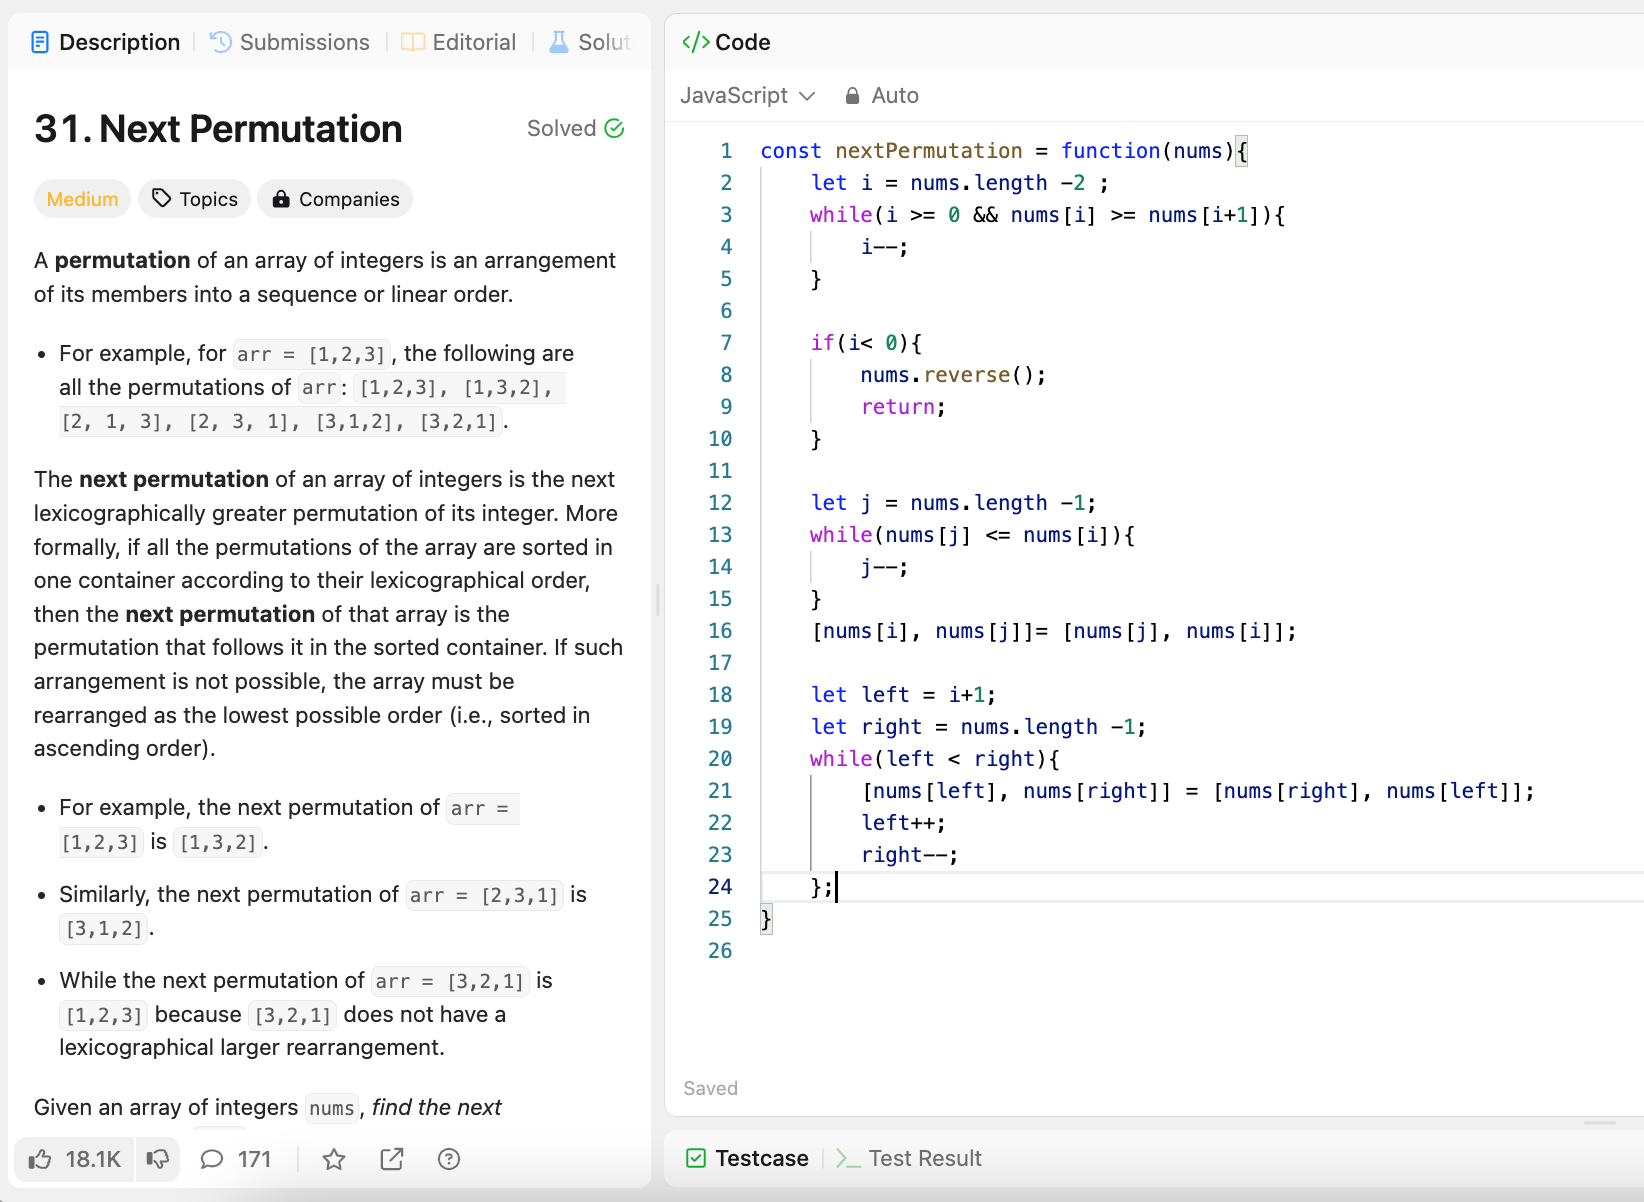 Description
Submissions
Editorial
Solut
31. Next Permutation
Solved
Medium
Topics
Companies
A permutation of an array of integers is an arrangement
of its members into a sequence or linear order.
• For example, for arr = [1,2,3], the following are
all the permutations of arr: [1,2,3], [1,3,2],
[2, 1, 3], [2, 3, 1], [3,1,2], [3,2,1].
The next permutation of an array of integers is the next
lexicographically greater permutation of its integer. More
formally, if all the permutations of the array are sorted in
one container according to their lexicographical order,
then the next permutation of that array is the
permutation that follows it in the sorted container. If such
arrangement is not possible, the array must be
rearranged as the lowest possible order (i.e., sorted in
ascending order).
• For example, the next permutation of arr =
[1,2,3] is [1,3,2].
• Similarly, the next permutation of arr = [2,3,1] is
[3,1,2].
• While the next permutation of arr = [3,2,1] is
[1,2,3] because [3,2,1] does not have a
lexicographical larger rearrangement.
Given an array of integers nums, find the next
18.1K
171
</> Code
JavaScript
Auto
1 const nextPermutation = function(nums){
2     let i = nums.length -2 ;
3     while(i >= 0 && nums[i] >= nums[i+1]){
4         i--;
5     }
6
7     if(i< 0){
8         nums.reverse();
9         return;
10     }
11
12     let j = nums.length -1;
13     while(nums[j] <= nums[i]){
14         j--;
15     }
16     [nums[i], nums[j]]= [nums[j], nums[i]];
17
18     let left = i+1;
19     let right = nums.length -1;
20     while(left < right){
21         [nums[left], nums[right]] = [nums[right], nums[left]];
22         left++;
23         right--;
24     };
25 }
26
Saved
Testcase
>_ Test Result